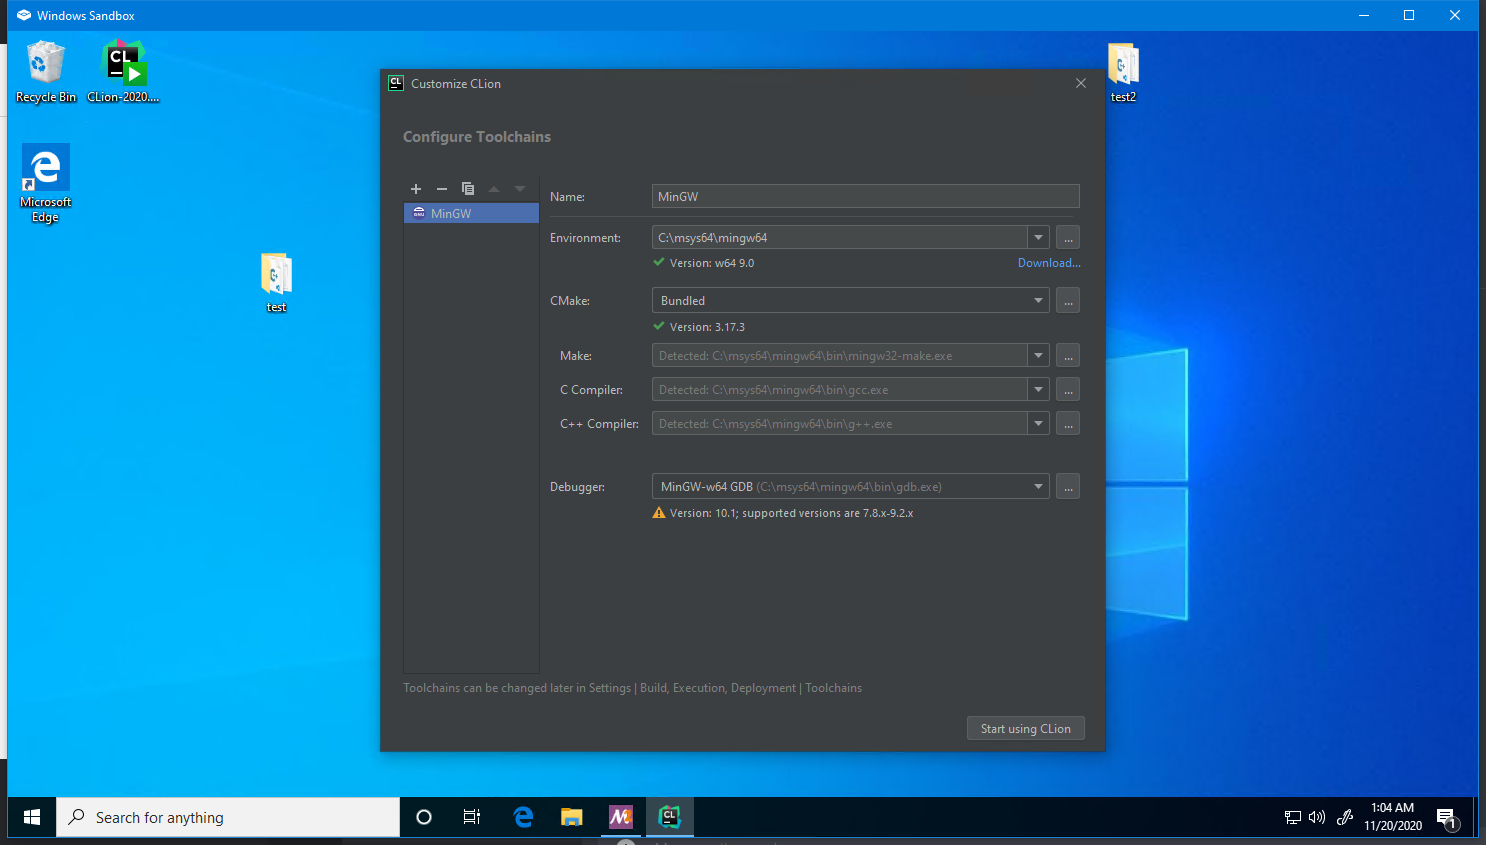 Windows Sandbox
Recycle Bin
CL
CLion-2020....
Microsoft
Edge
test
test2
CL
Customize CLion
Configure Toolchains
MinGW
Name:
MinGW
Environment:
C:\msys64\mingw64
...
Version: w64 9.0
Download...
CMake:
Bundled
...
Version: 3.17.3
Make:
Detected: C:\msys64\mingw64\bin\mingw32-make.exe
...
C Compiler:
Detected: C:\msys64\mingw64\bin\gcc.exe
...
C++ Compiler:
Detected: C:\msys64\mingw64\bin\g++.exe
...
Debugger:
MinGW-w64 GDB (C:\msys64\mingw64\bin\gdb.exe)
...
Version: 10.1; supported versions are 7.8.x-9.2.x
Toolchains can be changed later in Settings | Build, Execution, Deployment | Toolchains
Start using CLion
Search for anything
M
CL
1:04 AM
11/20/2020
1